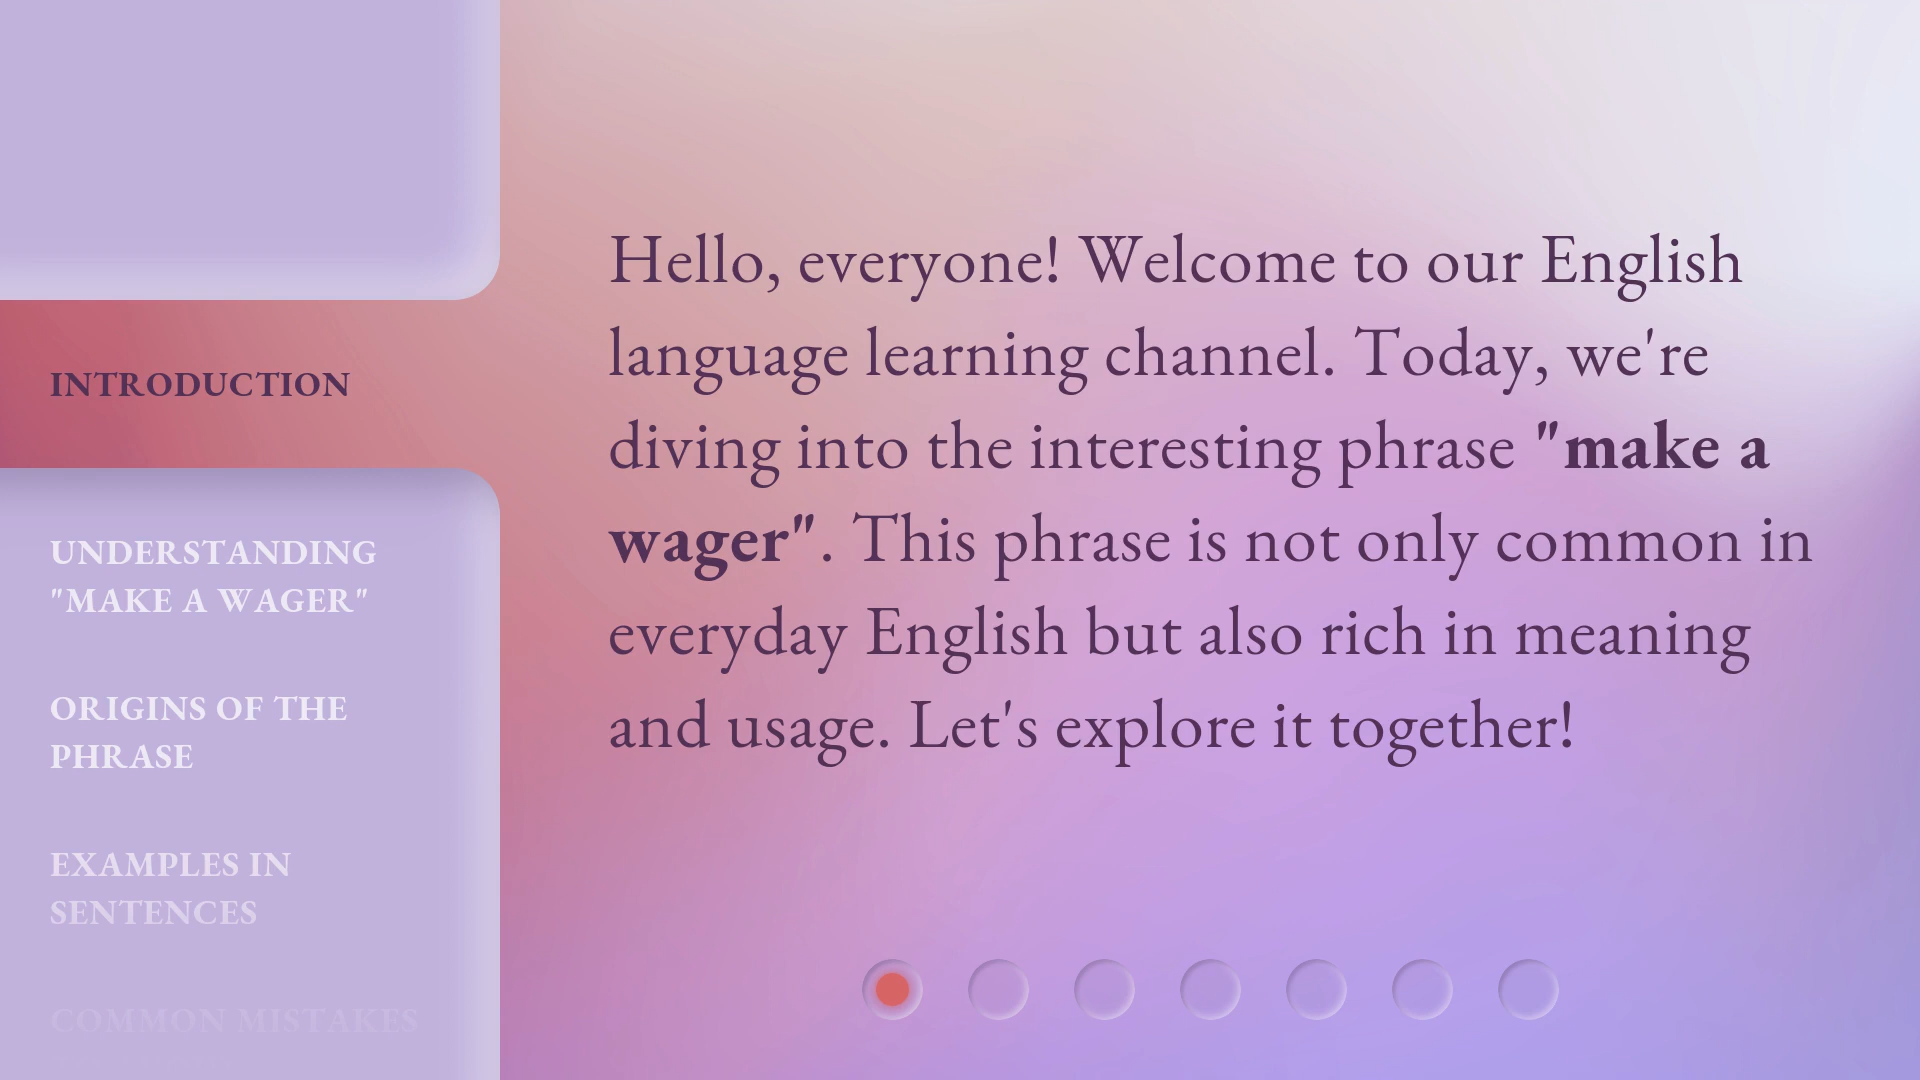 INTRODUCTION
UNDERSTANDING
"MAKE A WAGER"
ORIGINS OF THE
PHRASE
EXAMPLES IN
SENTENCES
COMMON MISTAKES
Hello, everyone! Welcome to our English
language learning channel. Today, we're
diving into the interesting phrase "make a
wager". This phrase is not only common in
everyday English but also rich in meaning
and usage. Let's explore it together!